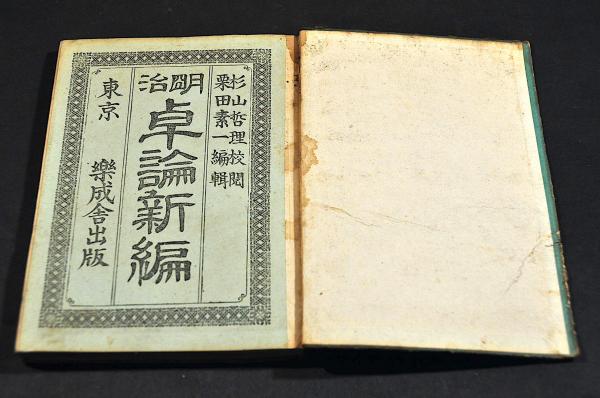 杉山哲理校閲
栗田素一編輯
明治
卓論新編
東京 樂成舍出版